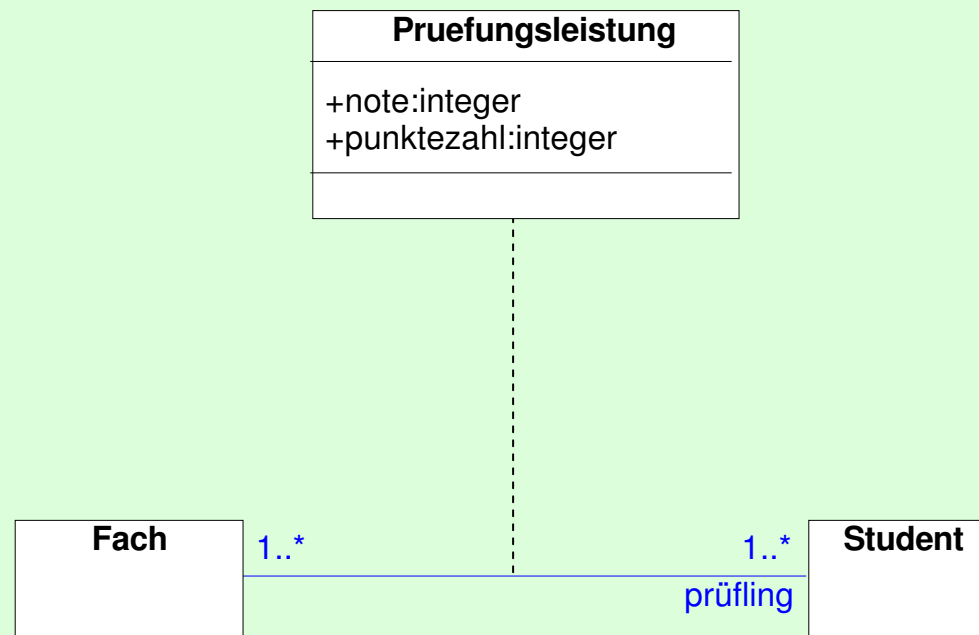 Pruefungsleistung
+note:integer
+punktezahl:integer
Fach
1..*
1..*
Student
prüfling